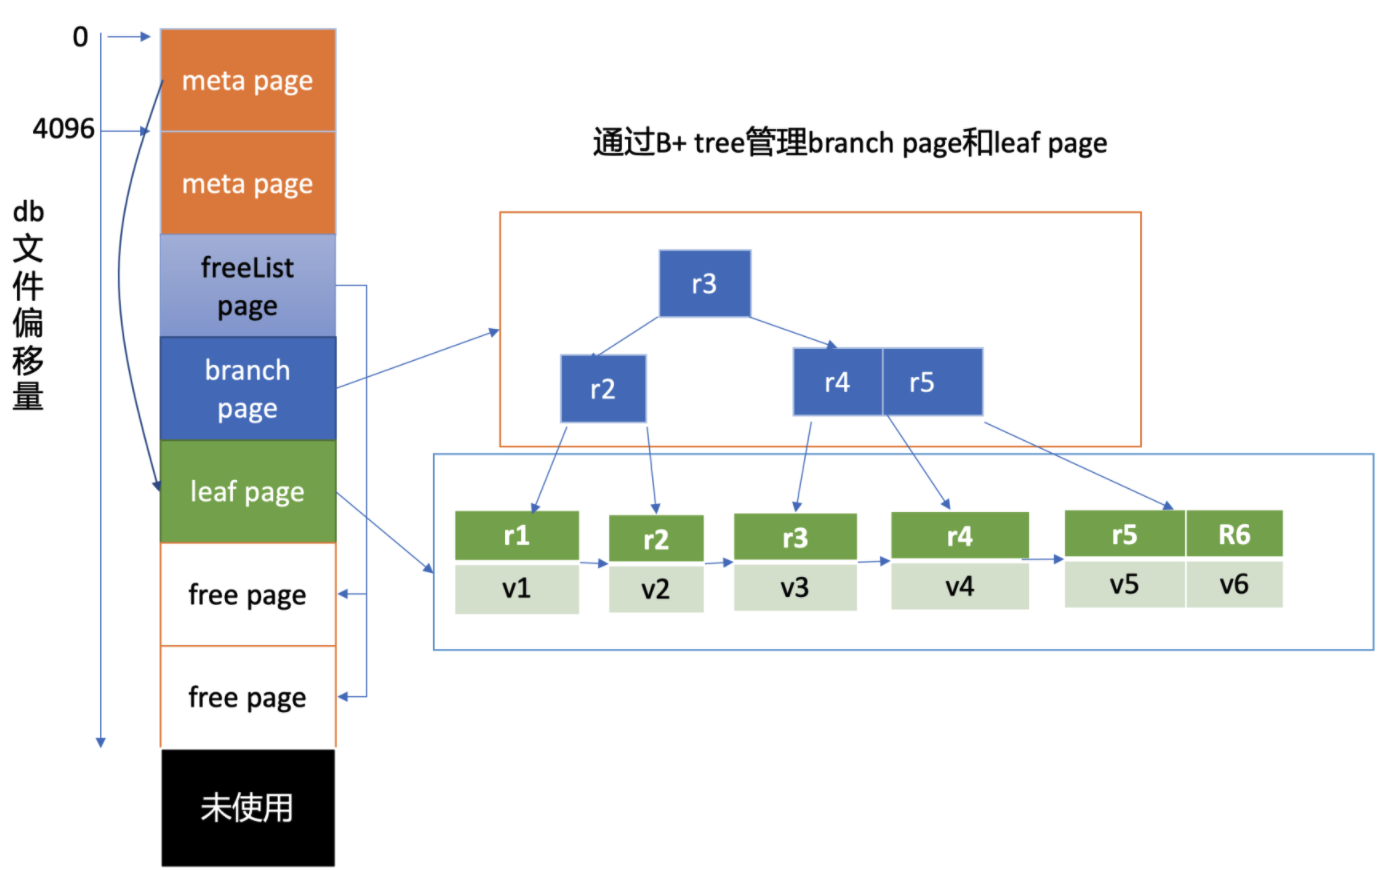 0
meta page
4096
meta page
db
文
件
偏
移
量
freeList
page
branch
page
leaf page
free page
free page
未使用
通过B+ tree管理branch page和leaf page
r3
r2
r4 r5
r1 r2 r3 r4 r5 R6
v1 v2 v3 v4 v5 v6